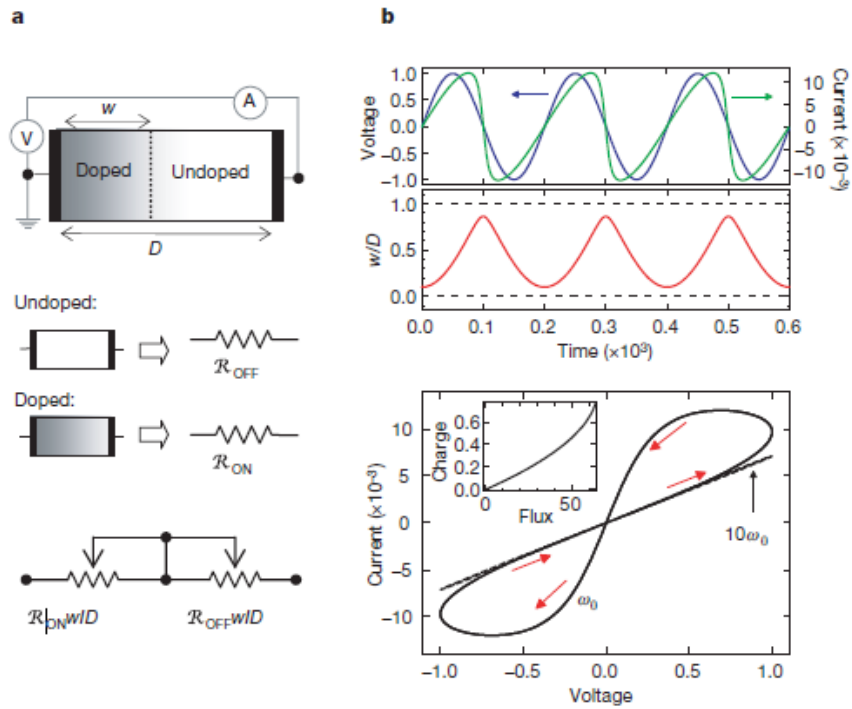 a
w
A
V
Doped
Undoped
D
Undoped:
ℛOFF
Doped:
ℛON
ℛONw/D
ℛOFFw/D
b
Voltage
1.0
0.5
0.0
−0.5
−1.0
10
5
0
−5
−10
Current (×10⁻³)
w/D
1.0
0.5
0.0
0.0 0.1 0.2 0.3 0.4 0.5 0.6
Time (×10³)
Current (×10⁻³)
10
5
0
−5
−10
Charge
0.6
0.4
0.2
0.0
0 50
Flux
10ω₀
ω₀
−1.0 −0.5 0.0 0.5 1.0
Voltage